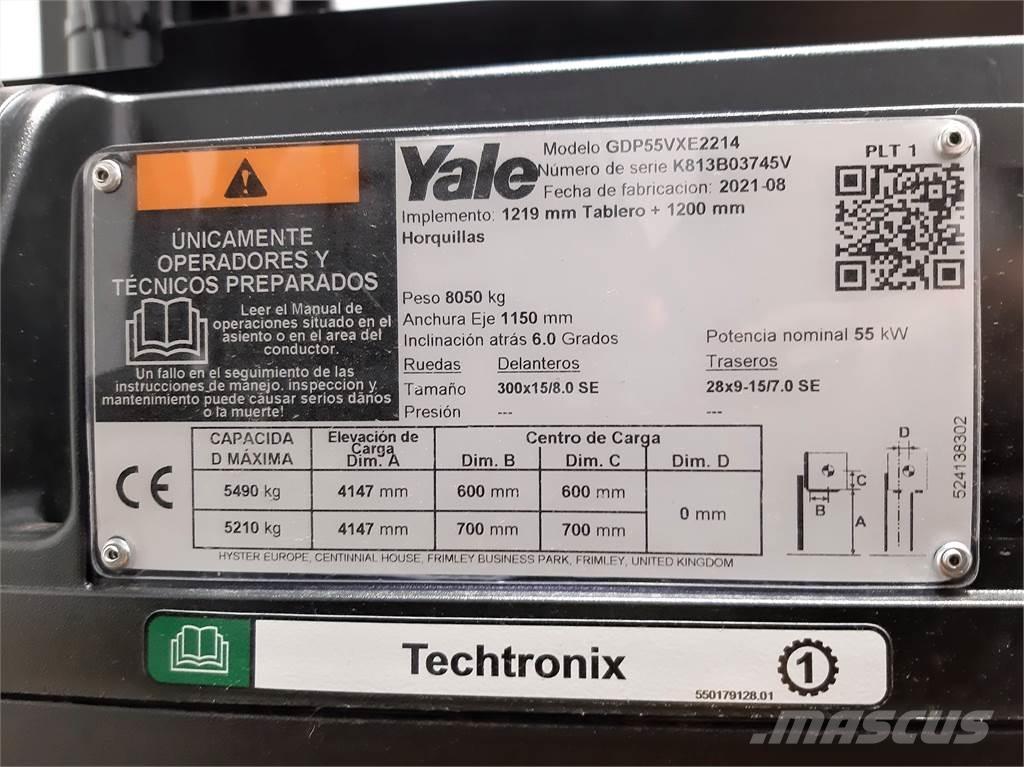 ÚNICAMENTE
OPERADORES Y
TÉCNICOS PREPARADOS
Leer el Manual de
operaciones situado en el
asiento o en el area del
conductor.
Un fallo en el seguimiento de las
instrucciones de manejo, inspeccion y
mantenimiento puede causar serios daños
o la muerte!
Yale
Modelo GDP55VXE2214
Número de serie K813B03745V
Fecha de fabricacion: 2021-08
Implemento: 1219 mm Tablero + 1200 mm
Horquillas
PLT 1
Peso 8050 kg
Anchura Eje 1150 mm
Inclinación atrás 6.0 Grados
Potencia nominal 55 kW
Ruedas Delanteros Traseros
Tamaño 300x15/8.0 SE 28x9-15/7.0 SE
Presión --- ---
CE
CAPACIDA
D MÁXIMA
Elevación de
Carga
Dim. A
Centro de Carga
Dim. B Dim. C Dim. D
5490 kg 4147 mm 600 mm 600 mm
5210 kg 4147 mm 700 mm 700 mm
0 mm
B
C
A
D
524138302
HYSTER EUROPE, CENTINNIAL HOUSE, FRIMLEY BUSINESS PARK, FRIMLEY, UNITED KINGDOM
Techtronix
1
550179128.01
MASCUS